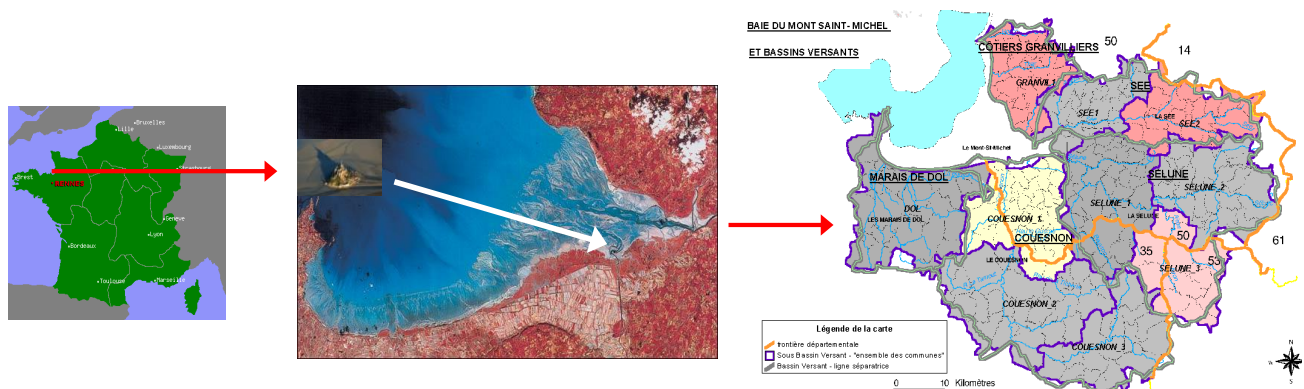 Bruxelles
Lille
Luxembourg
Strasbourg
Brest
RENNES
Genève
Lyon
Bordeaux
Toulouse
Marseille
BAIE DU MONT SAINT- MICHEL
ET BASSINS VERSANTS
50
14
CÔTIERS GRANVILLIERS
GRANVIL1
SEE
SEE1
LA SEE
SEE2
Le Mont-St-Michel
MARAIS DE DOL
SELUNE
SELUNE_2
DOL
LES MARAIS DE DOL
COUESNON_1
SELUNE_1
LA SELUNE
COUESNON
50
61
35
53
LE COUESNON
SELUNE_3
COUESNON_2
COUESNON_3
Légende de la carte
frontière départementale
Sous Bassin Versant - "ensemble des communes"
Bassin Versant - ligne séparatrice
0 10 Kilomètres
N
S